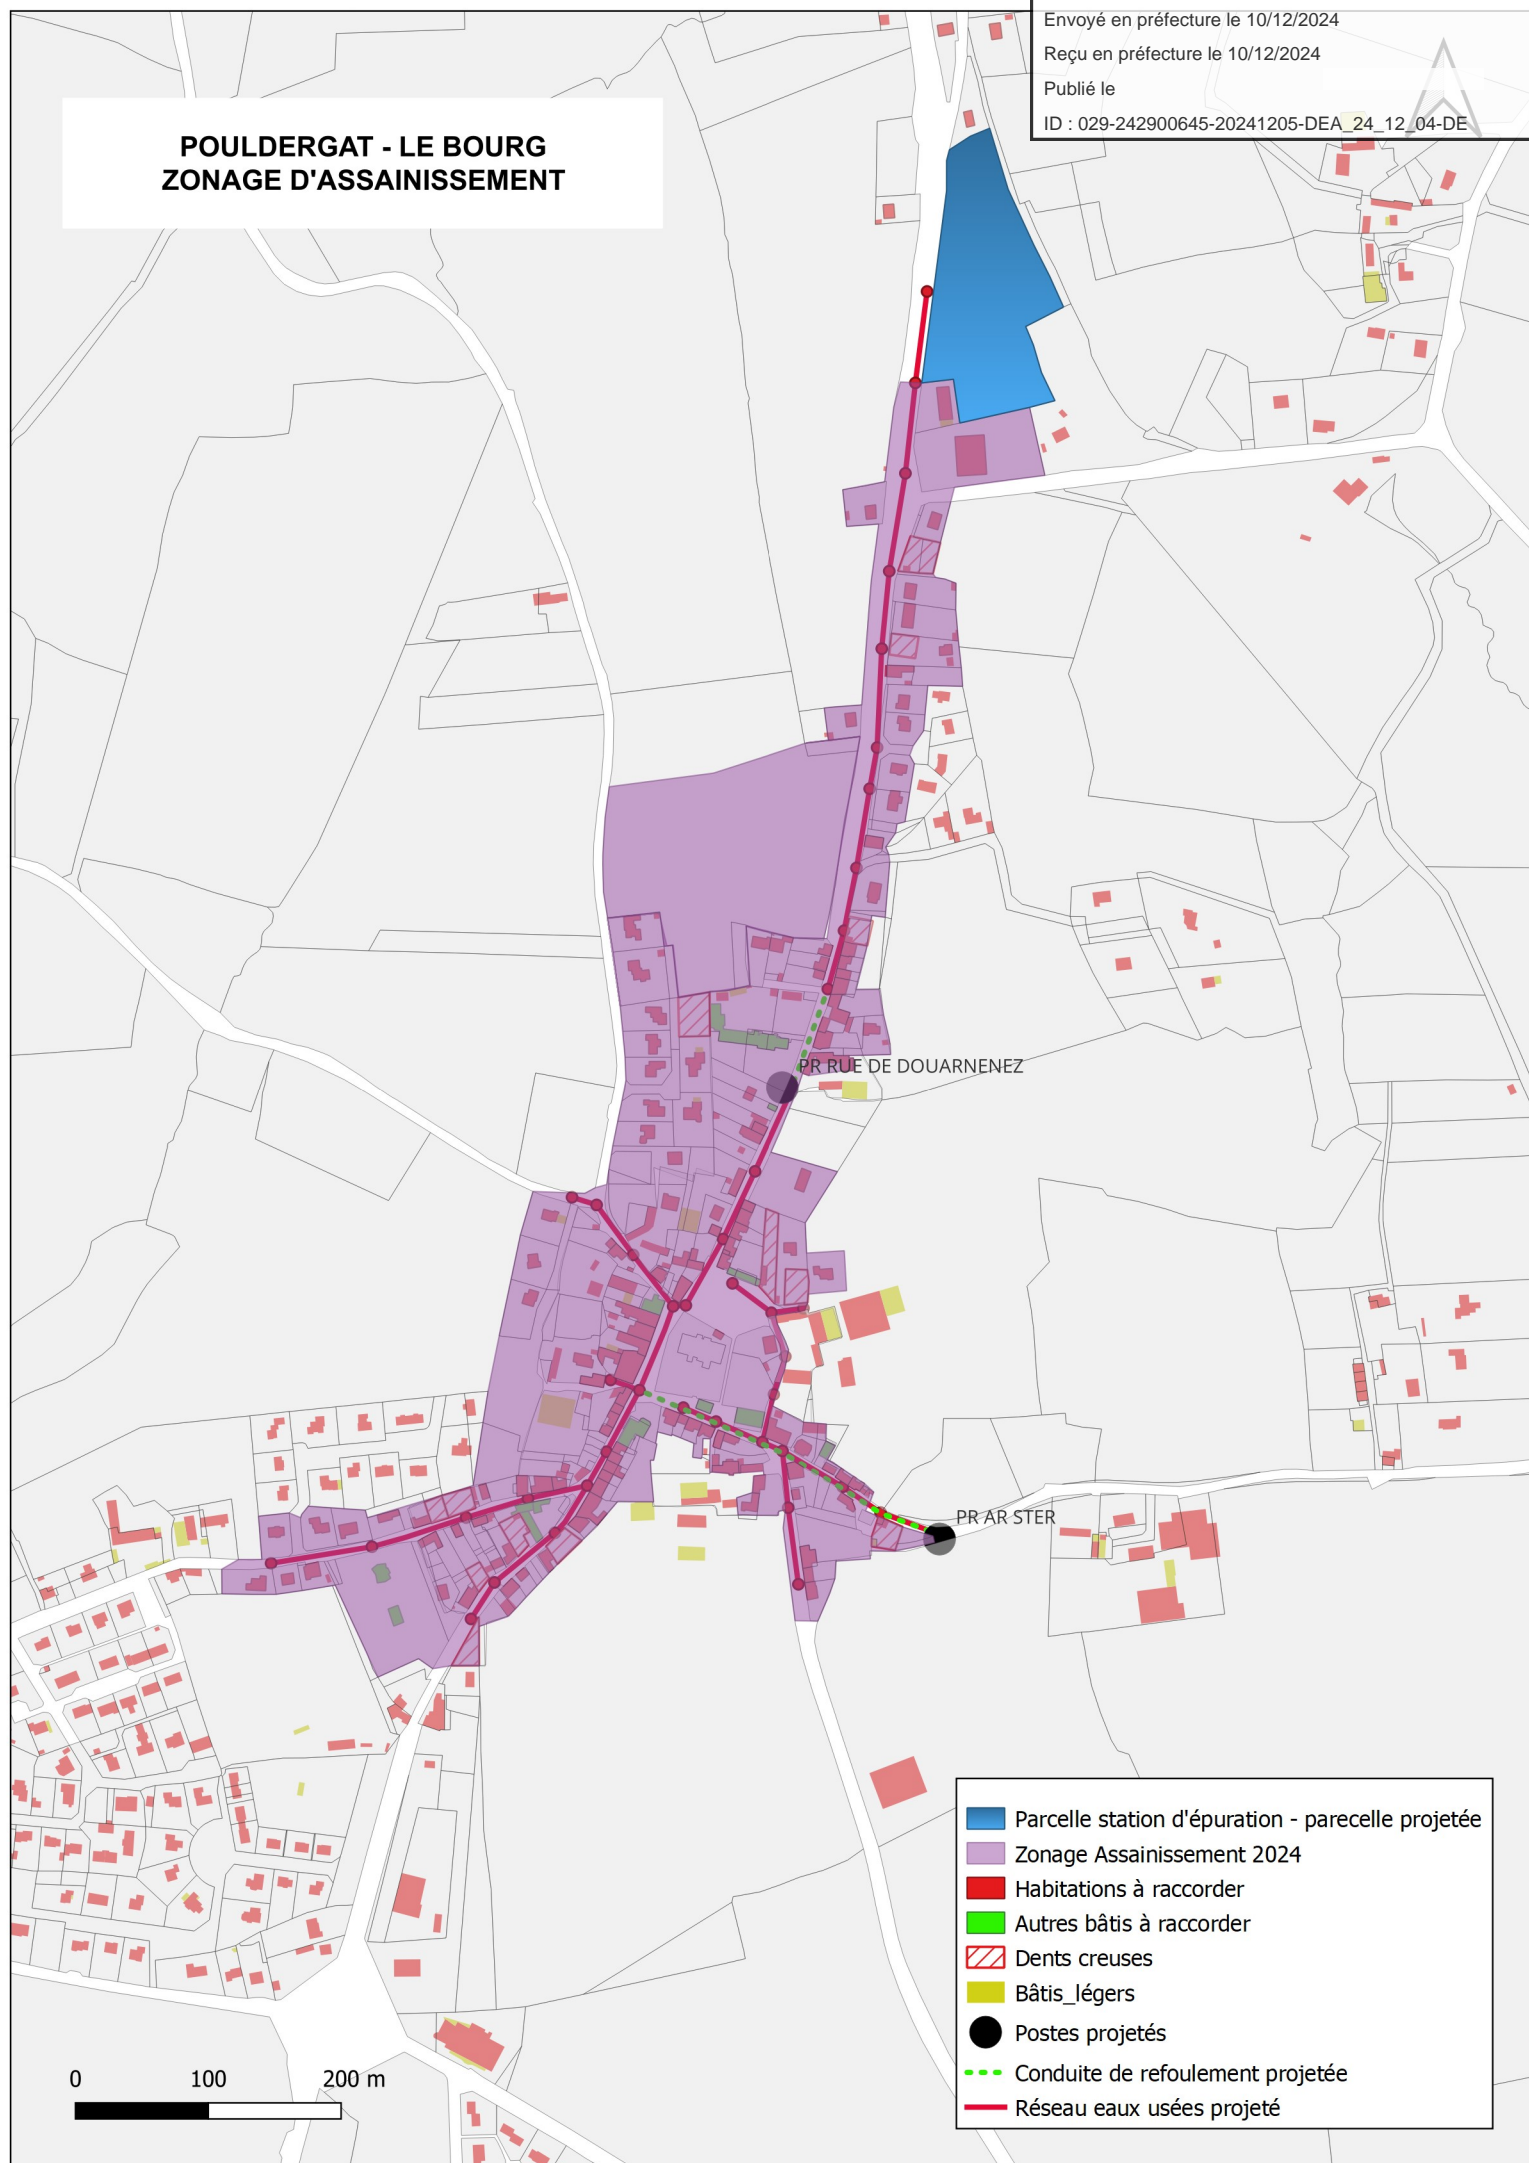 Envoyé en préfecture le 10/12/2024
Reçu en préfecture le 10/12/2024
Publié le
ID : 029-242900645-20241205-DEA_24_12_04-DE
POULDERGAT - LE BOURG
ZONAGE D'ASSAINISSEMENT
PR RUE DE DOUARNENEZ
PR AR STER
Parcelle station d'épuration - parecelle projetée
Zonage Assainissement 2024
Habitations à raccorder
Autres bâtis à raccorder
Dents creuses
Bâtis_légers
Postes projetés
Conduite de refoulement projetée
Réseau eaux usées projeté
0 100 200 m